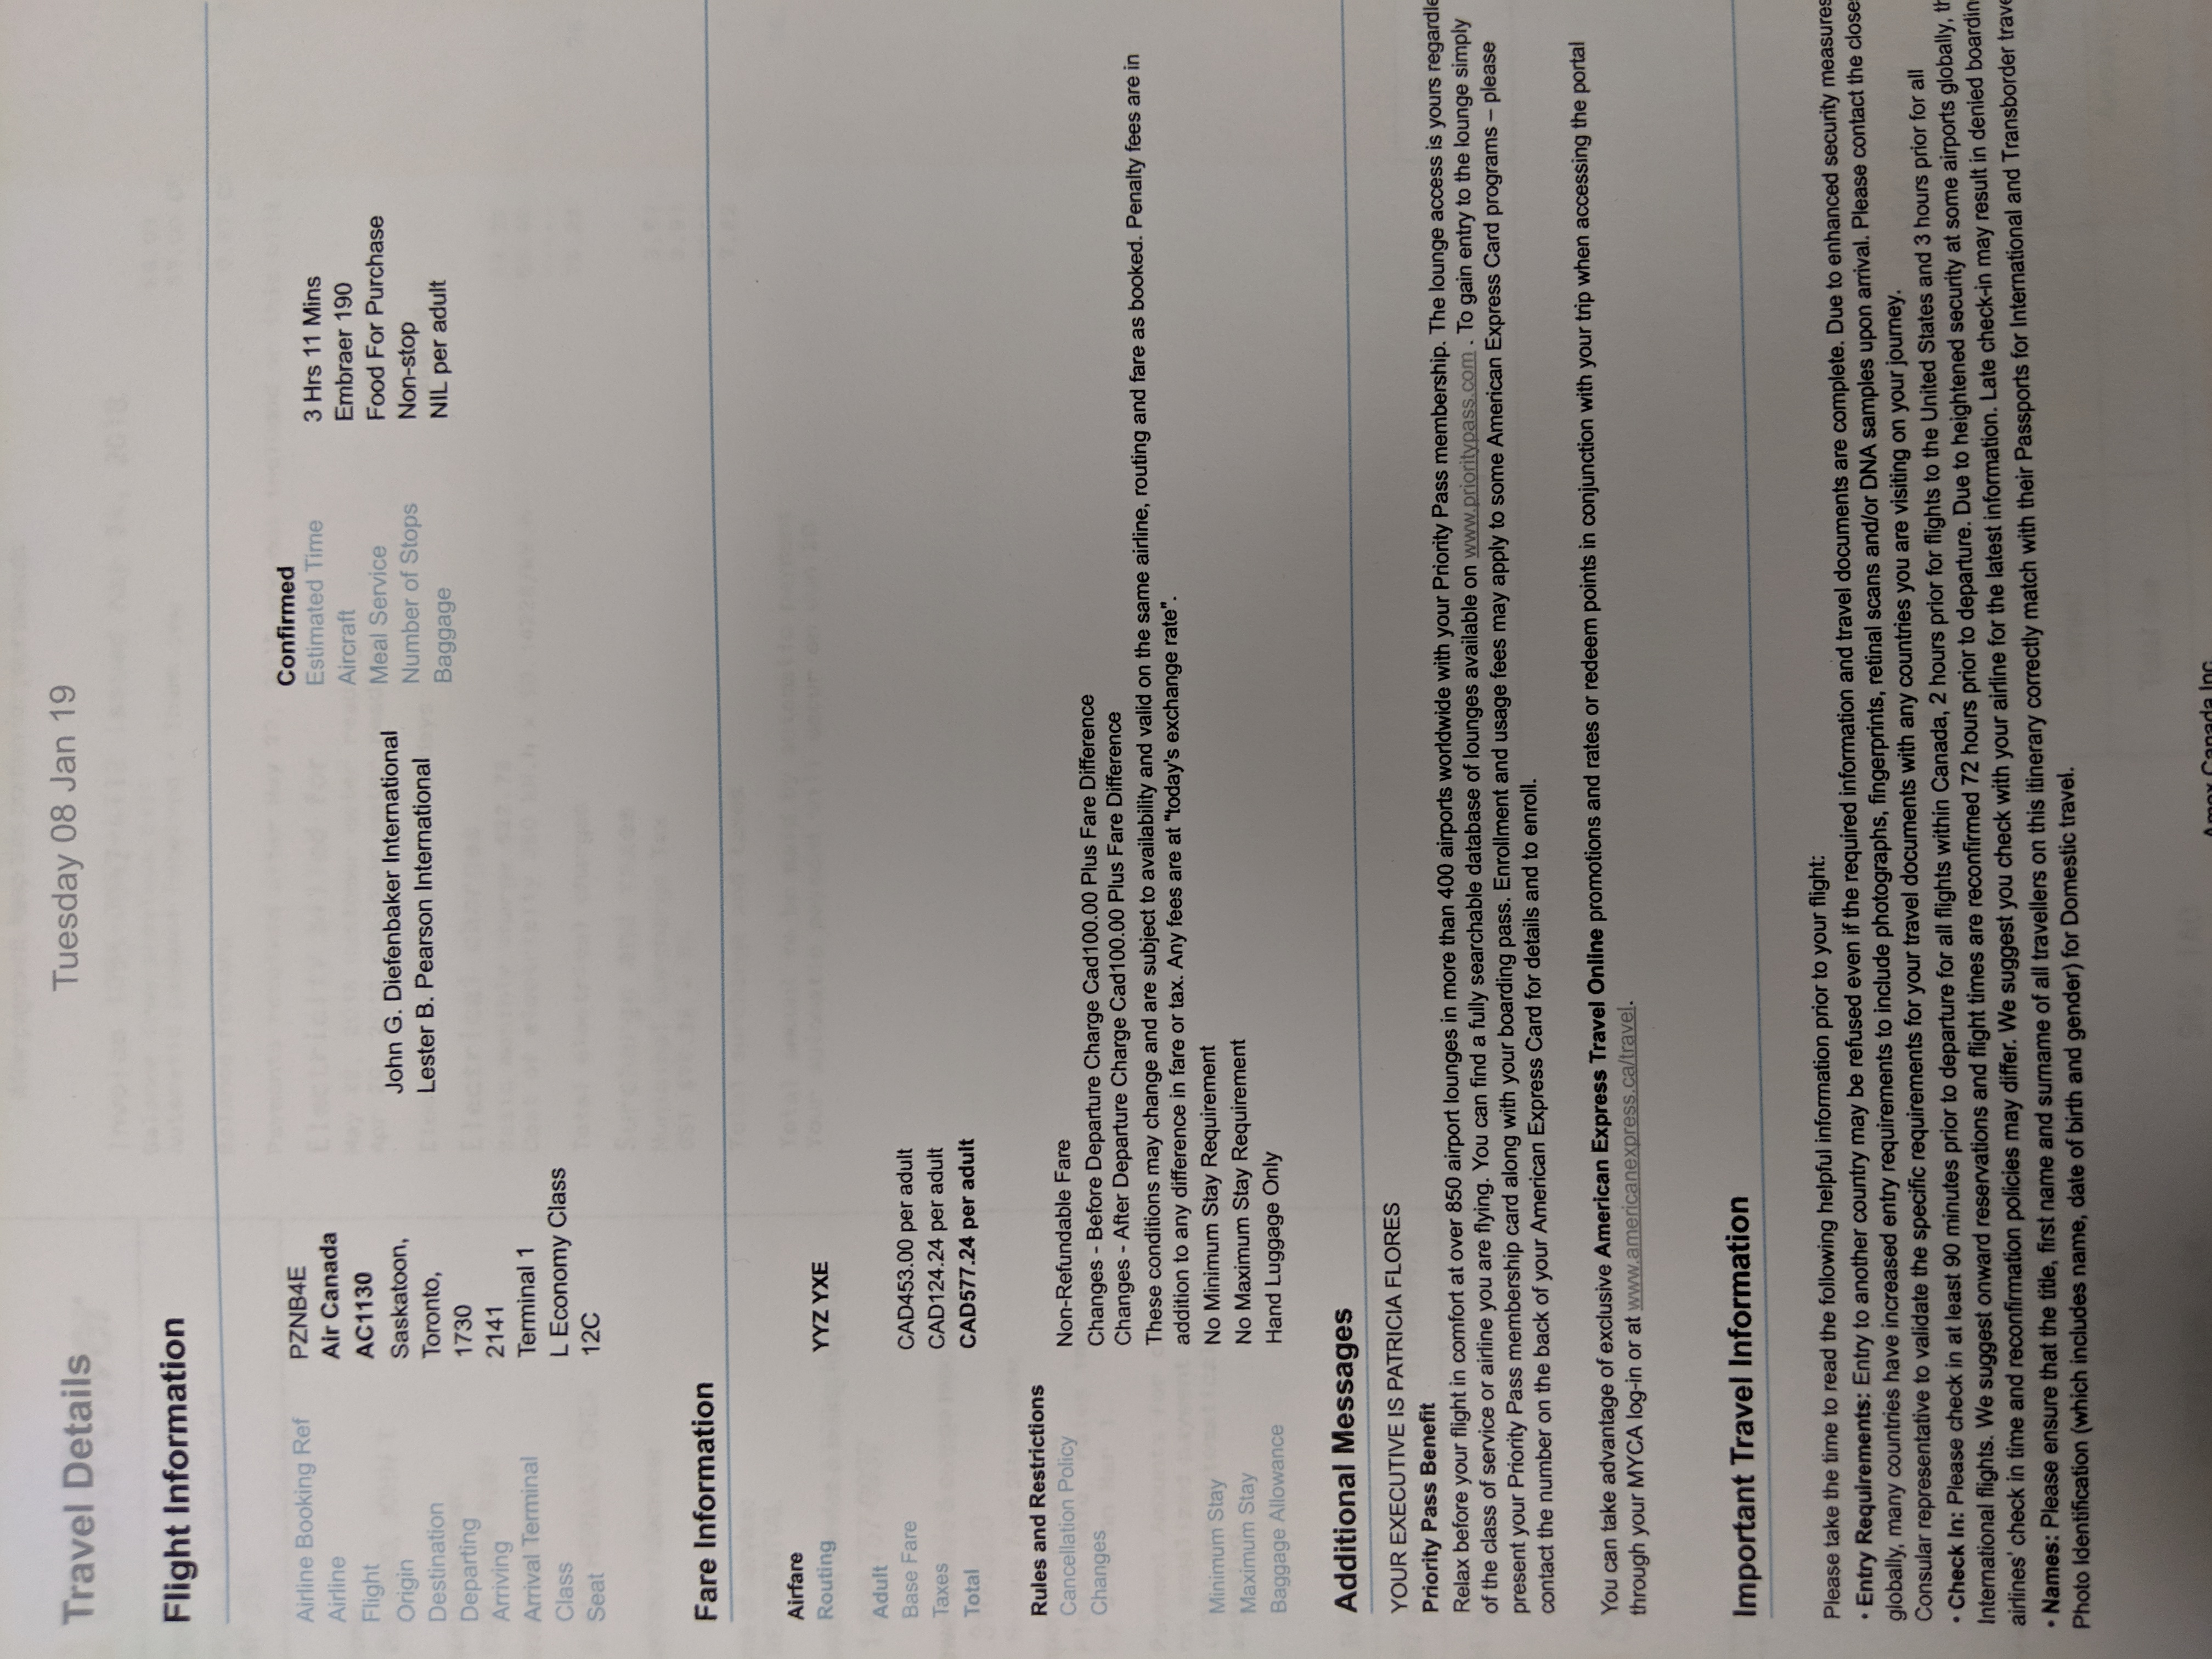 Travel Details
Tuesday 08 Jan 19
Flight Information
Airline Booking Ref PZNB4E
Airline Air Canada
Flight AC1130
Origin Saskatoon, John G. Diefenbaker International
Destination Toronto, Lester B. Pearson International
Departing 1730
Arriving 2141
Arrival Terminal Terminal 1
Class L Economy Class
Seat 12C
Confirmed
Estimated Time 3 Hrs 11 Mins
Aircraft Embraer 190
Meal Service Food For Purchase
Number of Stops Non-stop
Baggage NIL per adult
Fare Information
Airfare
Routing YYZ YXE
Adult
Base Fare CAD453.00 per adult
Taxes CAD124.24 per adult
Total CAD577.24 per adult
Rules and Restrictions
Cancellation Policy Non-Refundable Fare
Changes Changes - Before Departure Charge Cad100.00 Plus Fare Difference
Changes - After Departure Charge Cad100.00 Plus Fare Difference
These conditions may change and are subject to availability and valid on the same airline, routing and fare as booked. Penalty fees are in
addition to any difference in fare or tax. Any fees are at "today's exchange rate".
Minimum Stay No Minimum Stay Requirement
Maximum Stay No Maximum Stay Requirement
Baggage Allowance Hand Luggage Only
Additional Messages
YOUR EXECUTIVE IS PATRICIA FLORES
Priority Pass Benefit
Relax before your flight in comfort at over 850 airport lounges in more than 400 airports worldwide with your Priority Pass membership. The lounge access is yours regardle
of the class of service or airline you are flying. You can find a fully searchable database of lounges available on www.prioritypass.com . To gain entry to the lounge simply
present your Priority Pass membership card along with your boarding pass. Enrollment and usage fees may apply to some American Express Card programs – please
contact the number on the back of your American Express Card for details and to enroll.
You can take advantage of exclusive American Express Travel Online promotions and rates or redeem points in conjunction with your trip when accessing the portal
through your MYCA log-in or at www.americanexpress.ca/travel.
Important Travel Information
Please take the time to read the following helpful information prior to your flight:
• Entry Requirements: Entry to another country may be refused even if the required information and travel documents are complete. Due to enhanced security measures
globally, many countries have increased entry requirements to include photographs, fingerprints, retinal scans and/or DNA samples upon arrival. Please contact the close
Consular representative to validate the specific requirements for your travel documents with any countries you are visiting on your journey.
• Check In: Please check in at least 90 minutes prior to departure for all flights within Canada, 2 hours prior for flights to the United States and 3 hours prior for all
International flights. We suggest onward reservations and flight times are reconfirmed 72 hours prior to departure. Due to heightened security at some airports globally, th
airlines' check in time and reconfirmation policies may differ. We suggest you check with your airline for the latest information. Late check-in may result in denied boardin
• Names: Please ensure that the title, first name and surname of all travellers on this itinerary correctly match with their Passports for International and Transborder trave
Photo Identification (which includes name, date of birth and gender) for Domestic travel.
Amex Canada Inc